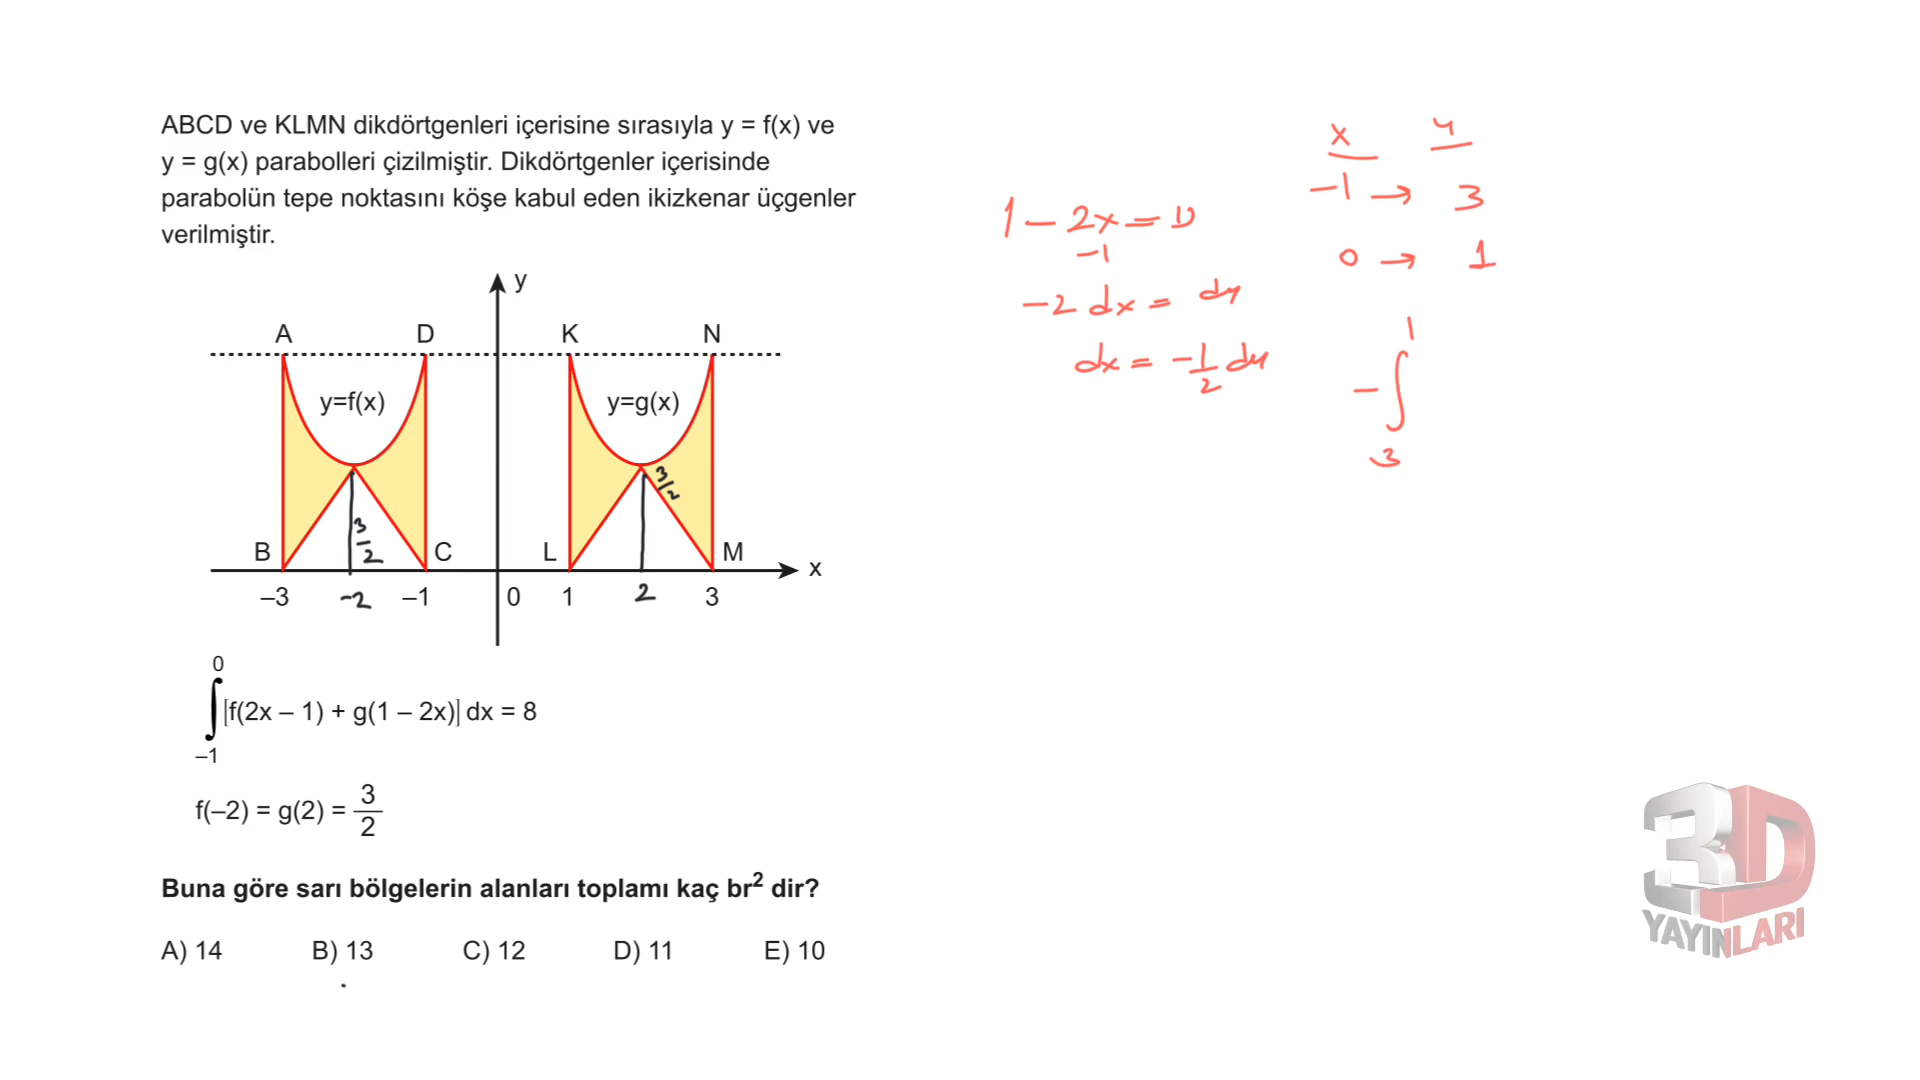 ABCD ve KLMN dikdörtgenleri içerisine sırasıyla y = f(x) ve
y = g(x) parabolleri çizilmiştir. Dikdörtgenler içerisinde
parabolün tepe noktasını köşe kabul eden ikizkenar üçgenler
verilmiştir.
y
A D K N
y=f(x) y=g(x)
3/2
3/2
B C L M
x
–3 -2 –1 0 1 2 3
0
∫[f(2x – 1) + g(1 – 2x)] dx = 8
–1
f(–2) = g(2) = 3/2
Buna göre sarı bölgelerin alanları toplamı kaç br² dir?
A) 14 B) 13 C) 12 D) 11 E) 10
1 - 2x =
-1
-2 dx =
dx = -1/2
x
-1 → 3
0 → 1
1
-∫
3
3D
YAYINLARI